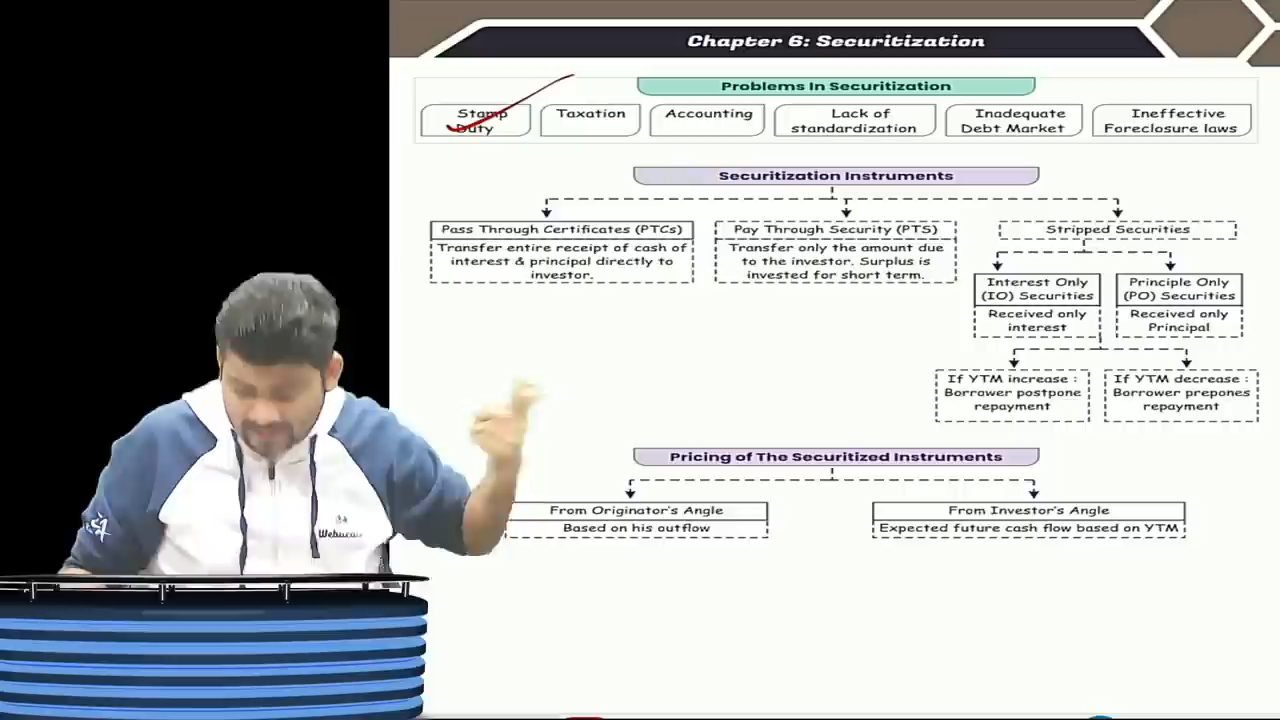 Chapter 6: Securitization
Problems In Securitization
Stamp
Duty
Taxation
Accounting
Lack of
standardization
Inadequate
Debt Market
Ineffective
Foreclosure laws
Securitization Instruments
Pass Through Certificates (PTCs)
Transfer entire receipt of cash of
interest & principal directly to
investor.
Pay Through Security (PTS)
Transfer only the amount due
to the investor. Surplus is
invested for short term.
Stripped Securities
Interest Only
(IO) Securities
Received only
interest
Principle Only
(PO) Securities
Received only
Principal
If YTM increase :
Borrower postpone
repayment
If YTM decrease :
Borrower prepones
repayment
Pricing of The Securitized Instruments
From Originator's Angle
Based on his outflow
From Investor's Angle
Expected future cash flow based on YTM